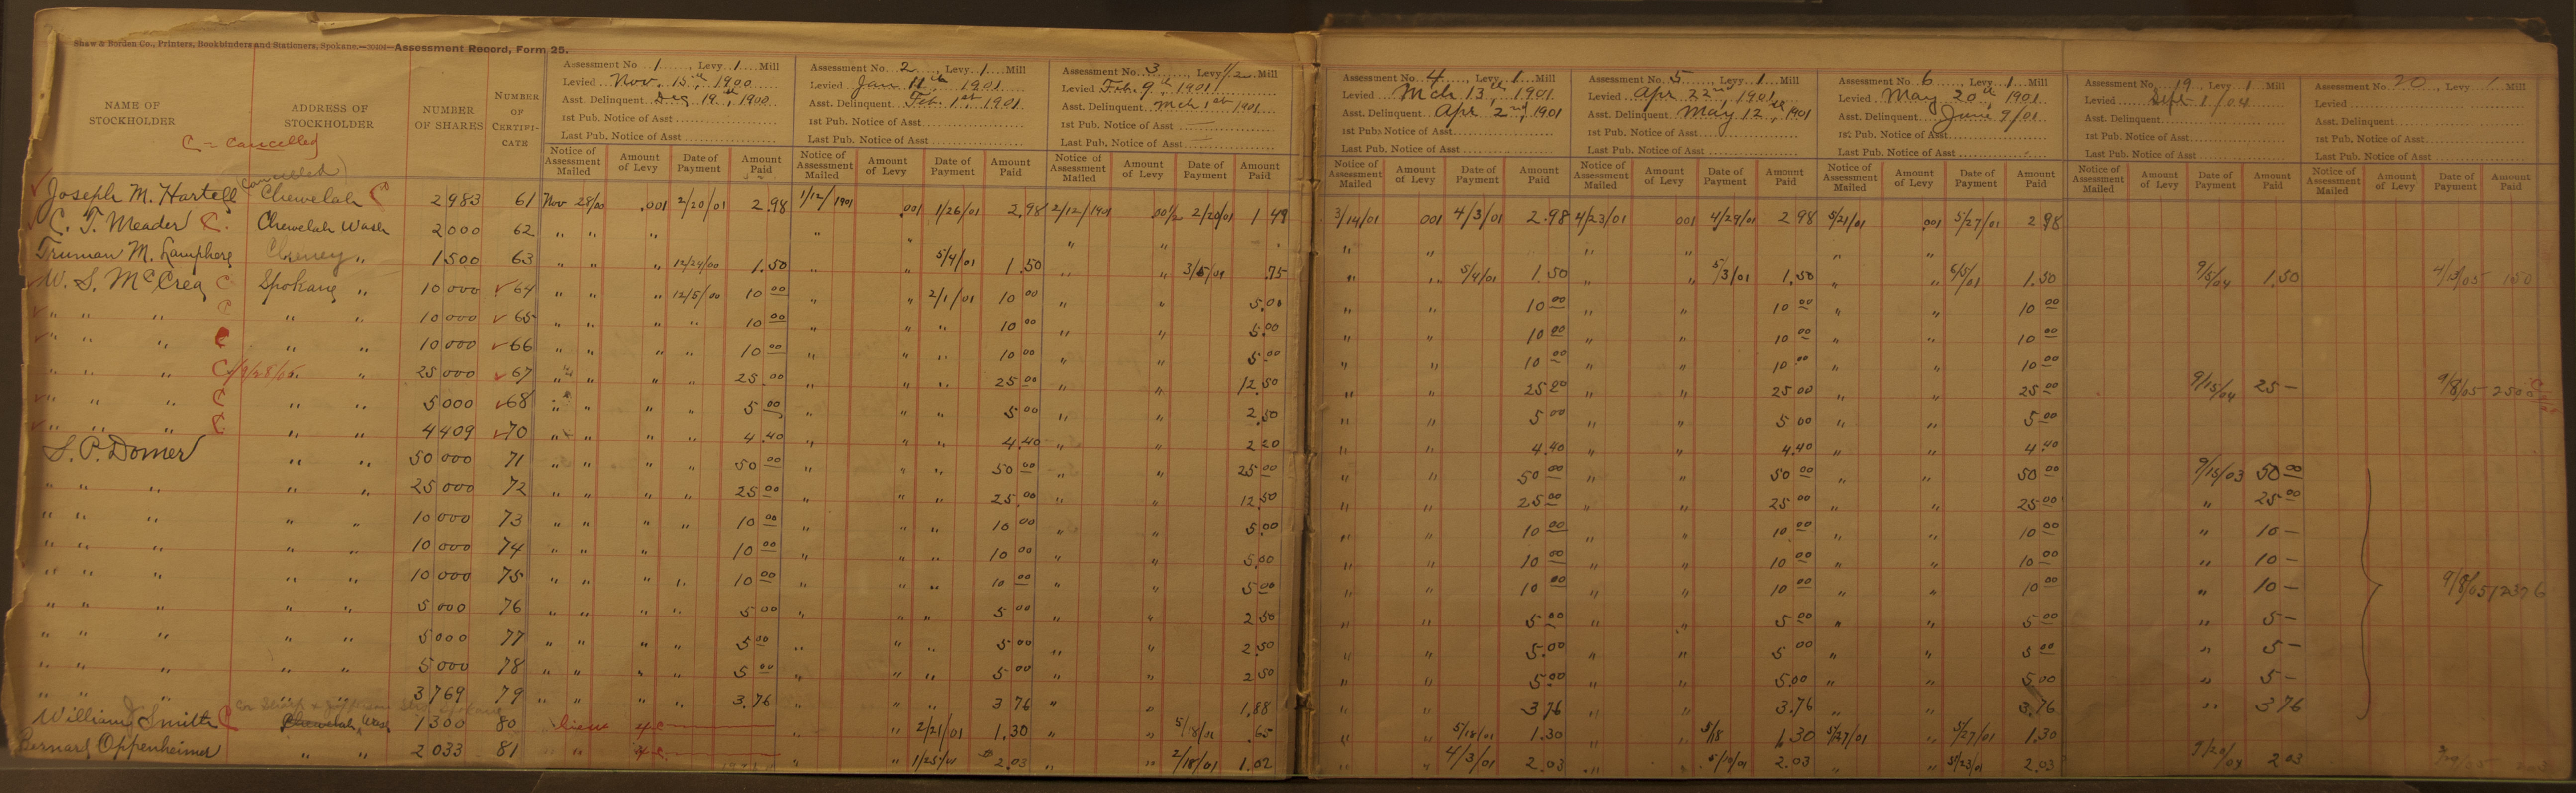 Shaw & Borden Co., Printers, Bookbinders and Stationers, Spokane.—30404—Assessment Record, Form 25.
NAME OF STOCKHOLDER ADDRESS OF STOCKHOLDER NUMBER OF SHARES NUMBER OF CERTIFICATE
C = Cancelled
Assessment No. 1, Levy 1 Mill
Levied Nov. 15th, 1900
Asst. Delinquent Dec 19th, 1900
1st Pub. Notice of Asst
Last Pub. Notice of Asst
Assessment No. 2, Levy 1 Mill
Levied Jan 11th, 1901
Asst. Delinquent Feb. 1st 1901
1st Pub. Notice of Asst
Last Pub. Notice of Asst
Assessment No. 3, Levy 1/2 Mill
Levied Feb. 9th, 1901
Asst. Delinquent Mch 1st 1901
1st Pub. Notice of Asst
Last Pub. Notice of Asst
Assessment No. 4, Levy 1 Mill
Levied Mch 13th, 1901
Asst. Delinquent Apr 2nd, 1901
1st Pub. Notice of Asst
Last Pub. Notice of Asst
Assessment No. 5, Levy 1 Mill
Levied Apr 22nd, 1901
Asst. Delinquent May 12th, 1901
1st Pub. Notice of Asst
Last Pub. Notice of Asst
Assessment No. 6, Levy 1 Mill
Levied May 20th, 1901
Asst. Delinquent June 9/01
1st Pub. Notice of Asst
Last Pub. Notice of Asst
Assessment No. 19, Levy 1 Mill
Levied Sept 1/04
Asst. Delinquent
1st Pub. Notice of Asst
Last Pub. Notice of Asst
Assessment No. 20, Levy 1 Mill
Levied
Asst. Delinquent
1st Pub. Notice of Asst
Last Pub. Notice of Asst
Notice of Assessment Mailed Amount of Levy Date of Payment Amount Paid Notice of Assessment Mailed Amount of Levy Date of Payment Amount Paid Notice of Assessment Mailed Amount of Levy Date of Payment Amount Paid Notice of Assessment Mailed Amount of Levy Date of Payment Amount Paid Notice of Assessment Mailed Amount of Levy Date of Payment Amount Paid Notice of Assessment Mailed Amount of Levy Date of Payment Amount Paid Notice of Assessment Mailed Amount of Levy Date of Payment Amount Paid Notice of Assessment Mailed Amount of Levy Date of Payment Amount Paid
Cancelled
Joseph M. Hartell Chewelah C 2983 61 Nov 25/00 .001 2/20/01 2.98 1/12/1901 .001 1/26/01 2.98 2/12/1901 2/20/01 1.49 3/14/01 001 4/3/01 2.98 4/23/01 001 4/29/01 2.98 5/21/01 .001 5/27/01 2.98
C. T. Meader C. Chewelah Wash 2000 62 " " " " " " " " " " " " "
Truman M. Lamphere Cheney " 1500 63 " " " 12/24/00 1.50 " " 5/4/01 1.50 " " 3/5/01 .75 " " 5/4/01 1.50 " " 5/3/01 1.50 " " 6/5/01 1.50 9/5/04 1.50 4/13/05 150
W. S. McCrea C Spokane " 10 000 64 " " " 12/5/00 10 00 " " 2/1/01 10 00 " " 5.00 " " 10 00 " " 10 00 " " 10 00
" " " C " " 10 000 65 " " " " 10 00 " " " 10 00 " " 5.00 " " 10 00 " " 10 00 " " 10 00
" " " C " " 10 000 66 " " " " 10 00 " " " 10 00 " " 5.00 " " 10 00 " " 10 00 " " 10 00
" " " C " 25 000 67 " " " " 25.00 " " " 25 00 " " 12.50 " " 25 00 " " 25 00 " " 25 00 9/15/04 25 — 9/8/05 2500
" " " C " " 5 000 68 " " " " 5 00 " " " 5 00 " " 2.50 " " 5 00 " " 5 00 " " 5 00
" " " C " " 4409 70 " " " " 4.40 " " " 4.40 " " 2 20 " " 4.40 " " 4.40 " " 4.40
S. P. Domer " " 50 000 71 " " " " 50 00 " " " 50 00 " " 25 00 " " 50 00 " " 50 00 " " 50 00 9/15/03 50 00
" " " " " 25 000 72 " " " " 25 00 " " " 25.00 " " 12.50 " " 25 00 " " 25 00 " " 25 00 " 25 00
" " " " " 10 000 73 " " " " 10 00 " " " 10 00 " " 5.00 " " 10 00 " " 10 00 " " 10 00 " 10 —
" " " " " 10 000 74 " " " 10 00 " " " 10 00 " " 5.00 " " 10 00 " " 10 00 " " 10 00 " 10 —
" " " " " 10 000 75 " " " " 10 00 " " " 10 00 " " 5 00 " " 10 00 " " 10 00 " " 10 00 " 10 — 9/8/05 12376
" " " " " 5 000 76 " " " " 5 00 " " " 5 00 " " 2 50 " " 5 00 " " 5 00 " " 5 00 " 5 —
" " " " " 5000 77 " " " " 5 00 " " " 5 00 " " 2.50 " " 5.00 " " 5 00 " " 5 00 " 5 —
" " " " " 5000 78 " " " " 5 00 " " " 5 00 " " 2 50 " " 5.00 " " 5.00 " " 5.00 " 5 —
" " " " " 3769 79 " " " " 3.76 " " " 3 76 " " 1.88 " " 3.76 " " 3.76 " " 3.76 " 3 76
William J Smith C Chewelah, Wash 1300 80 " " 2/21/01 1.30 " " 5/18/01 .65 " " 5/18/01 1.30 " " 5/18 1.30 5/27/01 " 5/27/01 1.30
Bernard Oppenheimer " " 2 033 81 " " 1/25/01 2.03 " " 2/18/01 1.02 " " 4/3/01 2.03 " " 5/10/01 2.03 " " 5/23/01 2.03 9/20/04 2 03